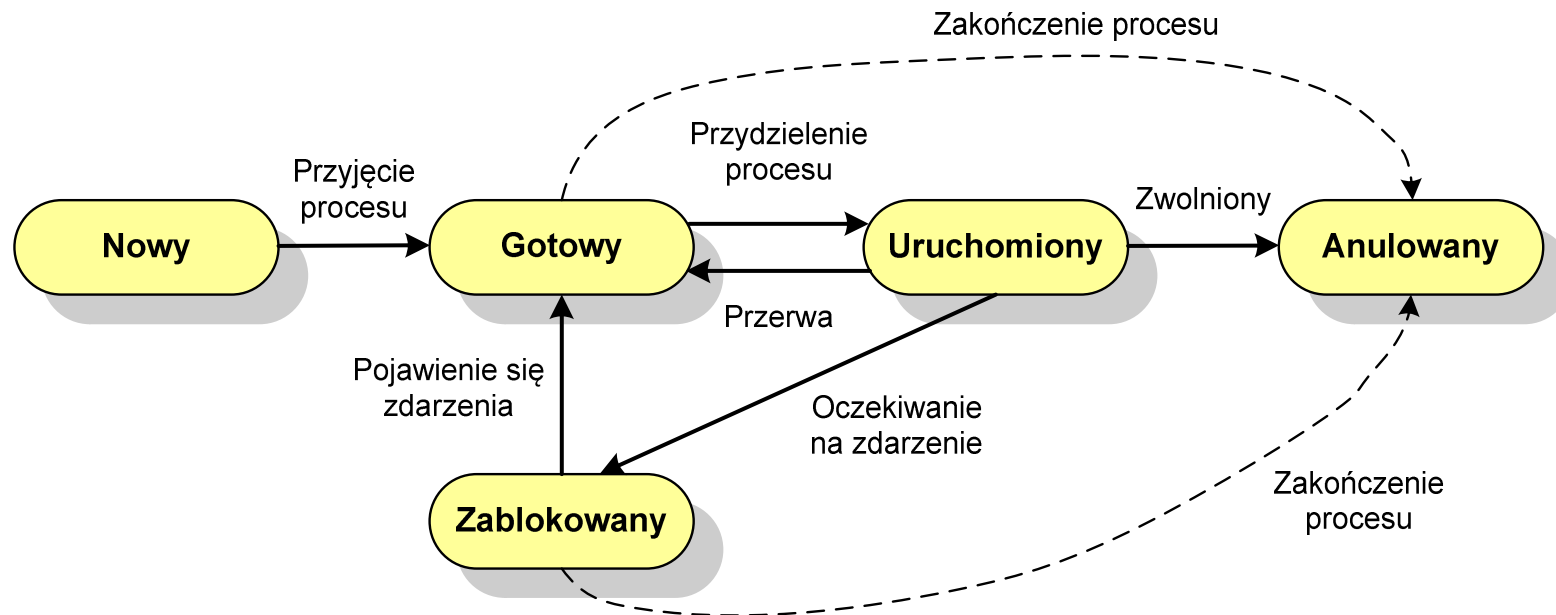 Zakończenie procesu
Przydzielenie
procesu
Przyjęcie
procesu
Zwolniony
Nowy
Gotowy
Uruchomiony
Anulowany
Przerwa
Pojawienie się
zdarzenia
Oczekiwanie
na zdarzenie
Zablokowany
Zakończenie
procesu